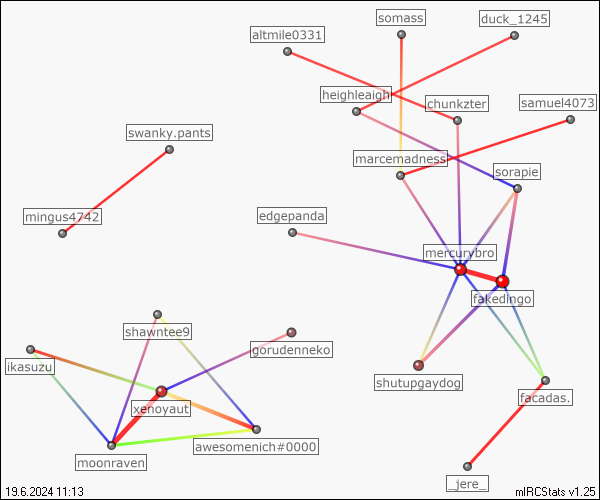 somass
duck_1245
altmile0331
heighleaigh
chunkzter
samuel4073
swanky.pants
marcemadness
sorapie
mingus4742
edgepanda
mercurybro
fakedingo
shawntee9
gorudenneko
ikasuzu
shutupgaydog
xenoyaut
facadas.
awesomenich#0000
moonraven
_jere_
19.6.2024 11:13
mIRCStats v1.25